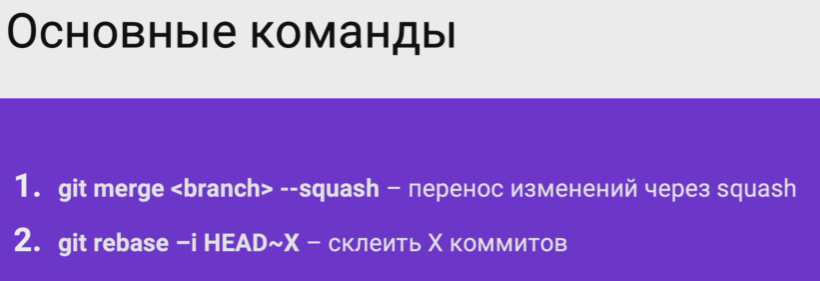 Основные команды
1. git merge <branch> --squash – перенос изменений через squash
2. git rebase –i HEAD~X – склеить X коммитов